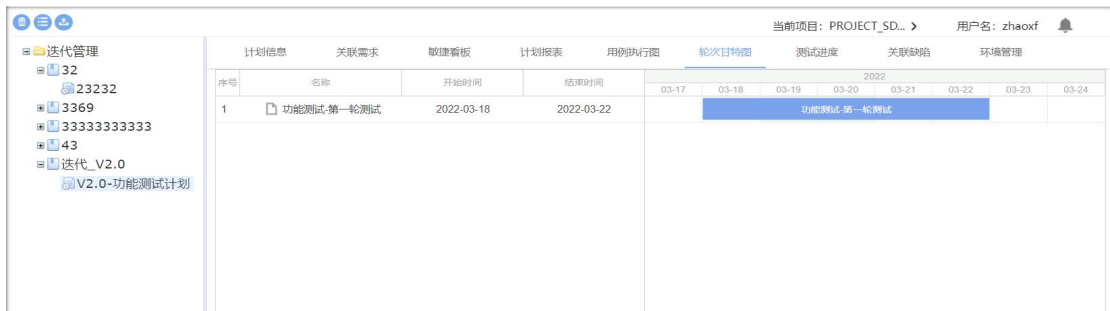 当前项目: PROJECT_SD...
用户名: zhaoxf
迭代管理
32
23232
3369
33333333333
43
迭代_V2.0
V2.0-功能测试计划
计划信息 关联需求 敏捷看板 计划报表 用例执行图 轮次甘特图 测试进度 关联缺陷 环境管理
序号 名称 开始时间 结束时间
2022
03-17 03-18 03-19 03-20 03-21 03-22 03-23 03-24
1 功能测试-第一轮测试 2022-03-18 2022-03-22
功能测试-第一轮测试